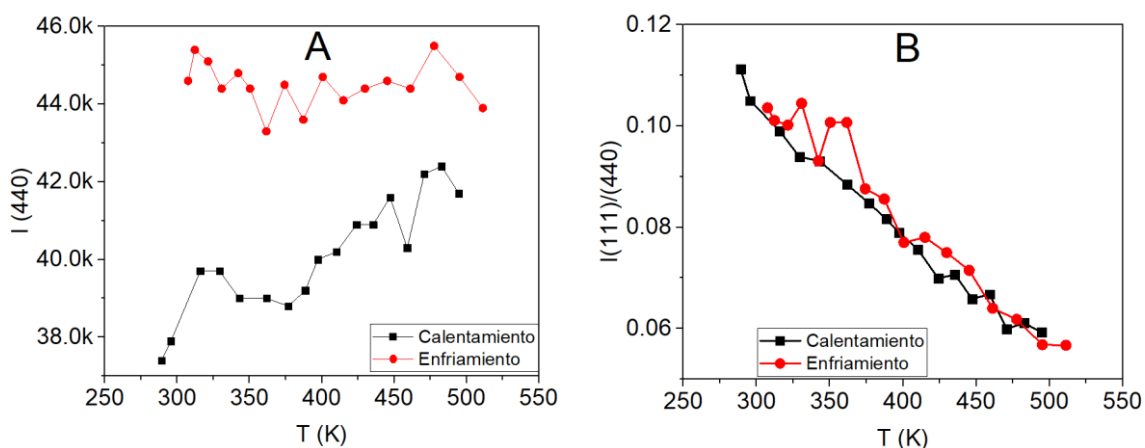 A
46.0k
44.0k
42.0k
40.0k
38.0k
I (440)
Calentamiento
Enfriamiento
250 300 350 400 450 500 550
T (K)
B
0.12
0.10
0.08
0.06
I(111)/(440)
Calentamiento
Enfriamiento
250 300 350 400 450 500 550
T (K)